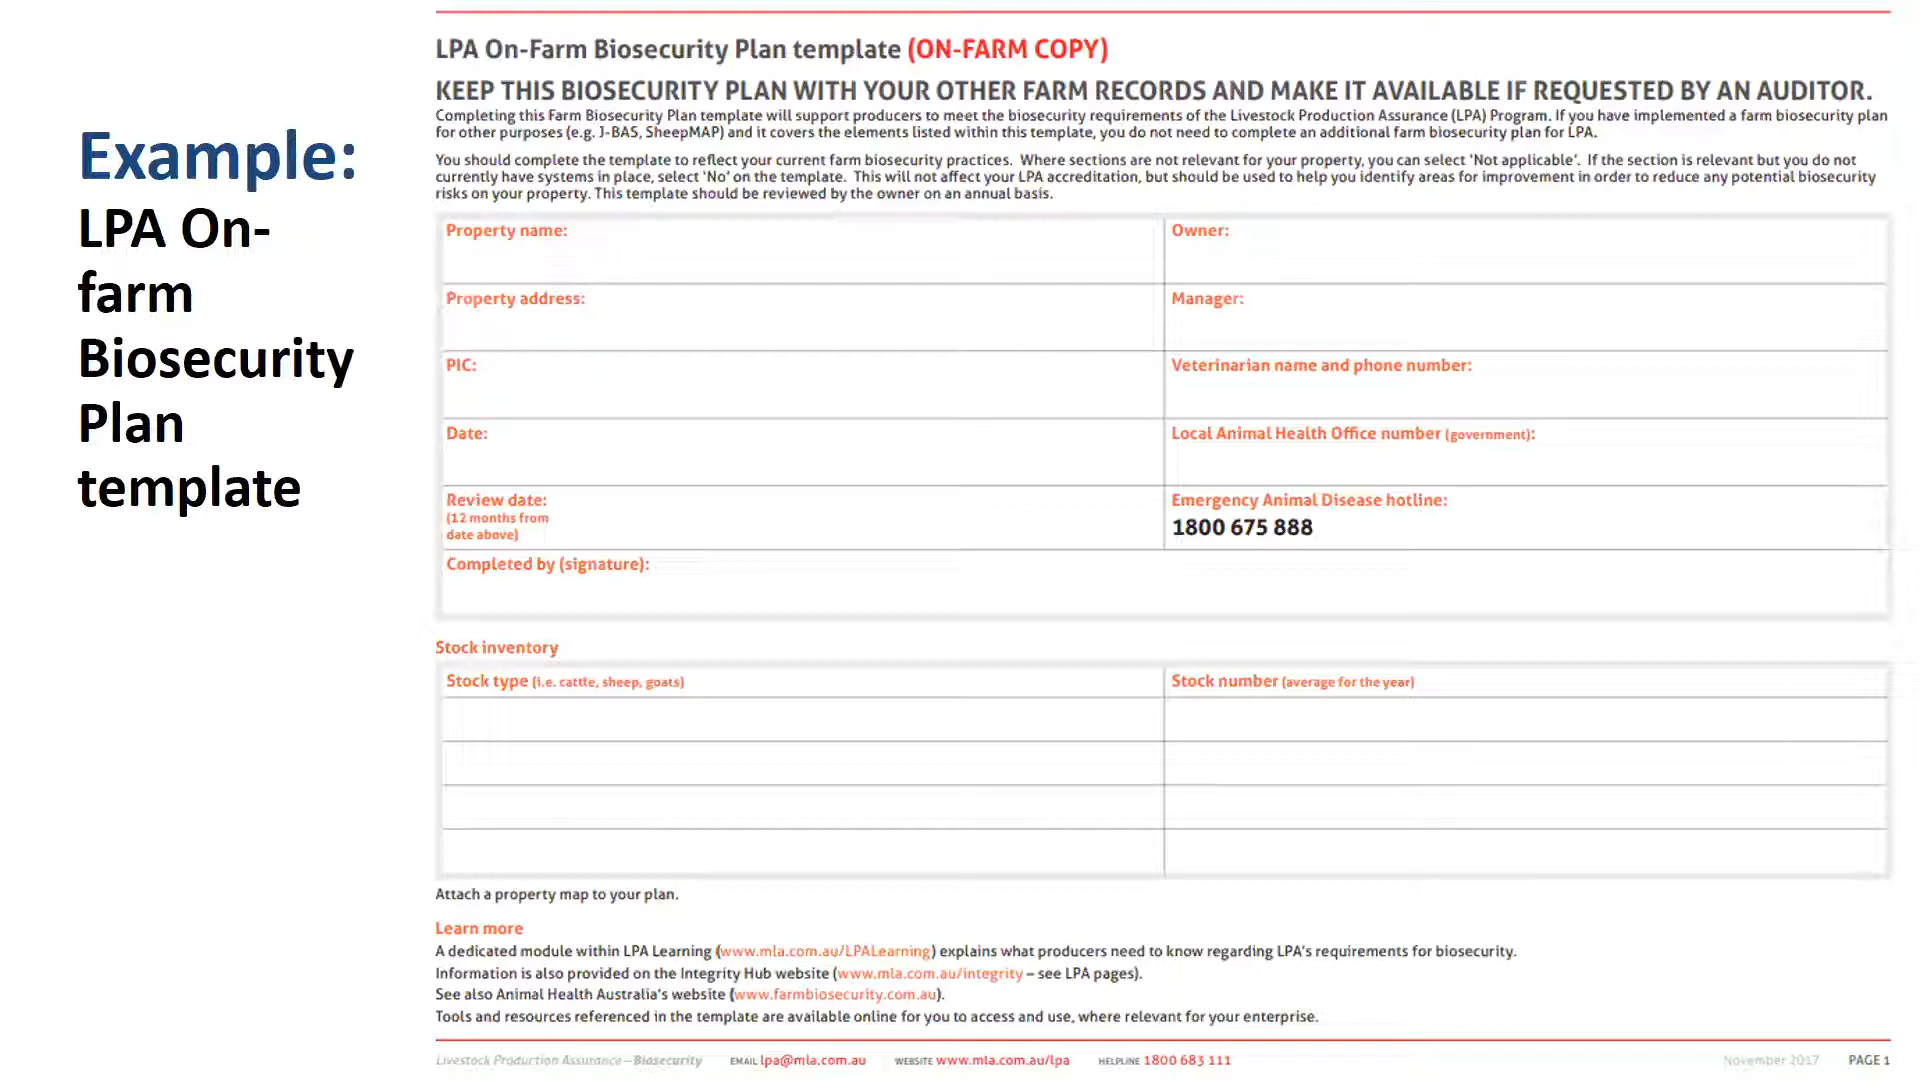 Example:
LPA On-
farm
Biosecurity
Plan
template
LPA On-Farm Biosecurity Plan template (ON-FARM COPY)
KEEP THIS BIOSECURITY PLAN WITH YOUR OTHER FARM RECORDS AND MAKE IT AVAILABLE IF REQUESTED BY AN AUDITOR.
Completing this Farm Biosecurity Plan template will support producers to meet the biosecurity requirements of the Livestock Production Assurance (LPA) Program. If you have implemented a farm biosecurity plan
for other purposes (e.g. J-BAS, SheepMAP) and it covers the elements listed within this template, you do not need to complete an additional farm biosecurity plan for LPA.
You should complete the template to reflect your current farm biosecurity practices. Where sections are not relevant for your property, you can select ‘Not applicable’. If the section is relevant but you do not
currently have systems in place, select ‘No’ on the template. This will not affect your LPA accreditation, but should be used to help you identify areas for improvement in order to reduce any potential biosecurity
risks on your property. This template should be reviewed by the owner on an annual basis.
Property name:
Owner:
Property address:
Manager:
PIC:
Veterinarian name and phone number:
Date:
Local Animal Health Office number (government):
Review date:
(12 months from
date above)
Emergency Animal Disease hotline:
1800 675 888
Completed by (signature):
Stock inventory
Stock type (i.e. cattle, sheep, goats)
Stock number (average for the year)
Attach a property map to your plan.
Learn more
A dedicated module within LPA Learning (www.mla.com.au/LPALearning) explains what producers need to know regarding LPA’s requirements for biosecurity.
Information is also provided on the Integrity Hub website (www.mla.com.au/integrity – see LPA pages).
See also Animal Health Australia’s website (www.farmbiosecurity.com.au).
Tools and resources referenced in the template are available online for you to access and use, where relevant for your enterprise.
Livestock Production Assurance – Biosecurity EMAIL lpa@mla.com.au WEBSITE www.mla.com.au/lpa HELPLINE 1800 683 111 November 2017 PAGE 1